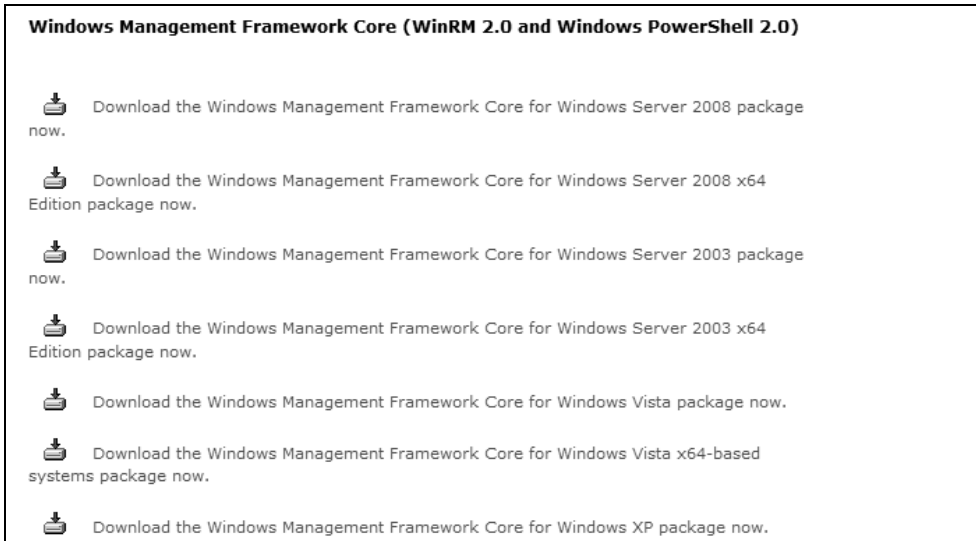 Windows Management Framework Core (WinRM 2.0 and Windows PowerShell 2.0)
Download the Windows Management Framework Core for Windows Server 2008 package
now.
Download the Windows Management Framework Core for Windows Server 2008 x64
Edition package now.
Download the Windows Management Framework Core for Windows Server 2003 package
now.
Download the Windows Management Framework Core for Windows Server 2003 x64
Edition package now.
Download the Windows Management Framework Core for Windows Vista package now.
Download the Windows Management Framework Core for Windows Vista x64-based
systems package now.
Download the Windows Management Framework Core for Windows XP package now.